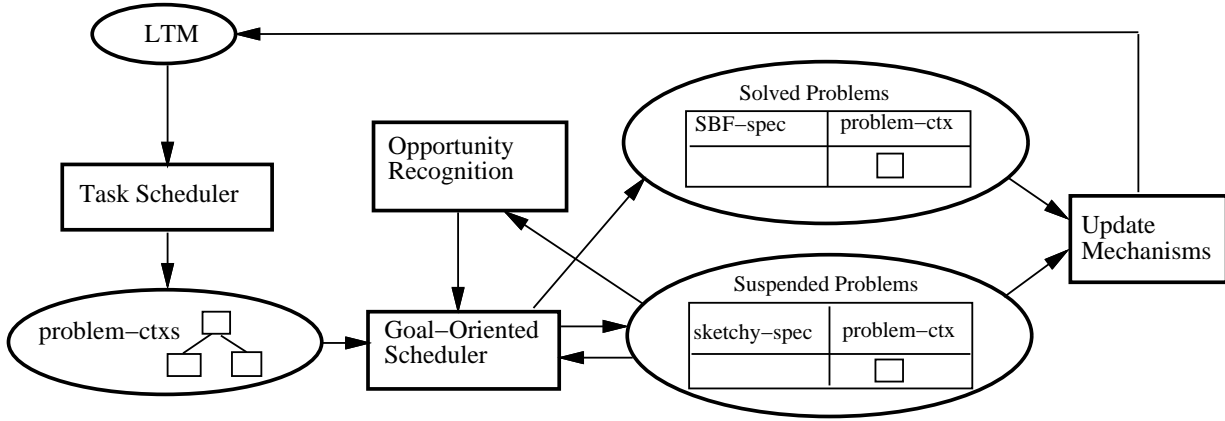 LTM
Task Scheduler
problem−ctxs
Opportunity
Recognition
Goal−Oriented
Scheduler
Solved Problems
SBF−spec problem−ctx
Suspended Problems
sketchy−spec problem−ctx
Update
Mechanisms